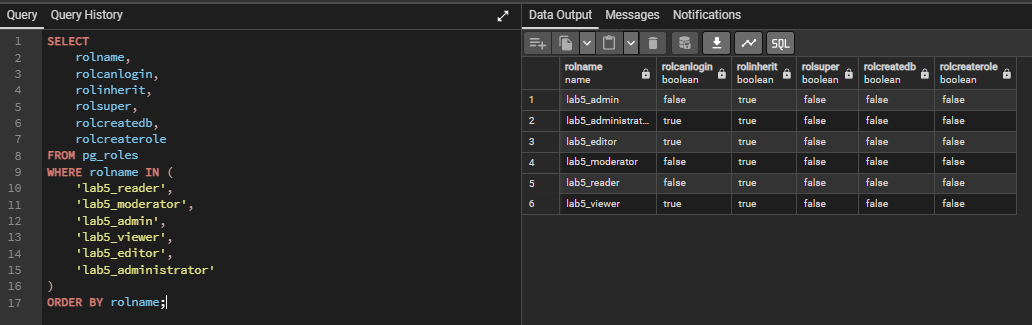 Query Query History
1 SELECT
2 rolname,
3 rolcanlogin,
4 rolinherit,
5 rolsuper,
6 rolcreatedb,
7 rolcreaterole
8 FROM pg_roles
9 WHERE rolname IN (
10 'lab5_reader',
11 'lab5_moderator',
12 'lab5_admin',
13 'lab5_viewer',
14 'lab5_editor',
15 'lab5_administrator'
16 )
17 ORDER BY rolname;
Data Output Messages Notifications
SQL
rolname rolcanlogin rolinherit rolsuper rolcreatedb rolcreaterole
name boolean boolean boolean boolean boolean
1 lab5_admin false true false false false
2 lab5_administrat... true true false false false
3 lab5_editor true true false false false
4 lab5_moderator false true false false false
5 lab5_reader false true false false false
6 lab5_viewer true true false false false